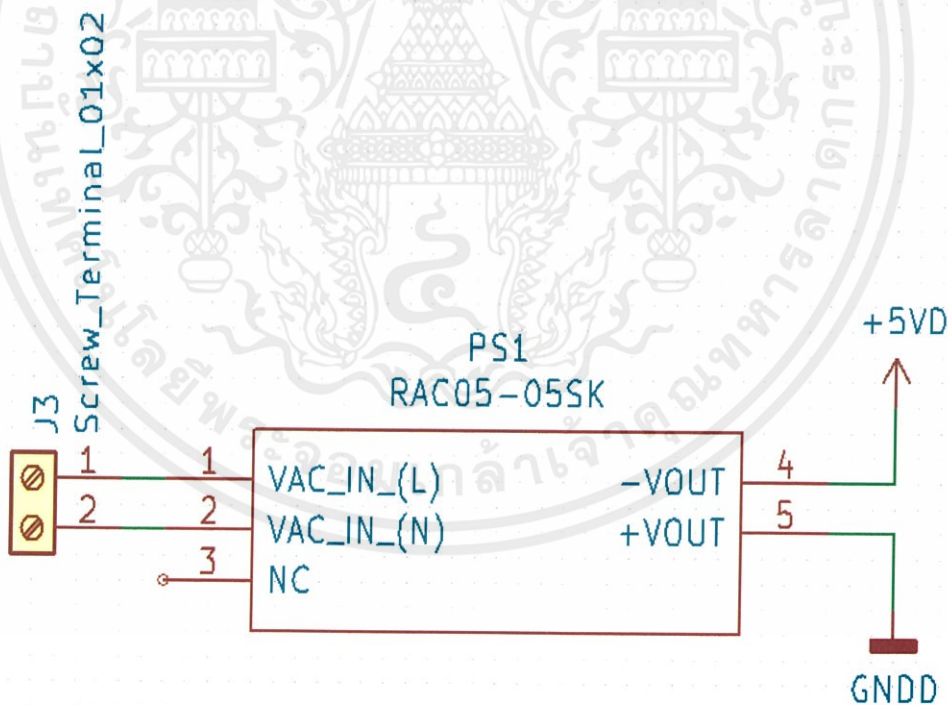 J3
Screw_Terminal_01x02
PS1
RAC05-05SK
+5VD
1
2
1
2
3
VAC_IN_(L)
VAC_IN_(N)
NC
-VOUT
+VOUT
4
5
GNDD